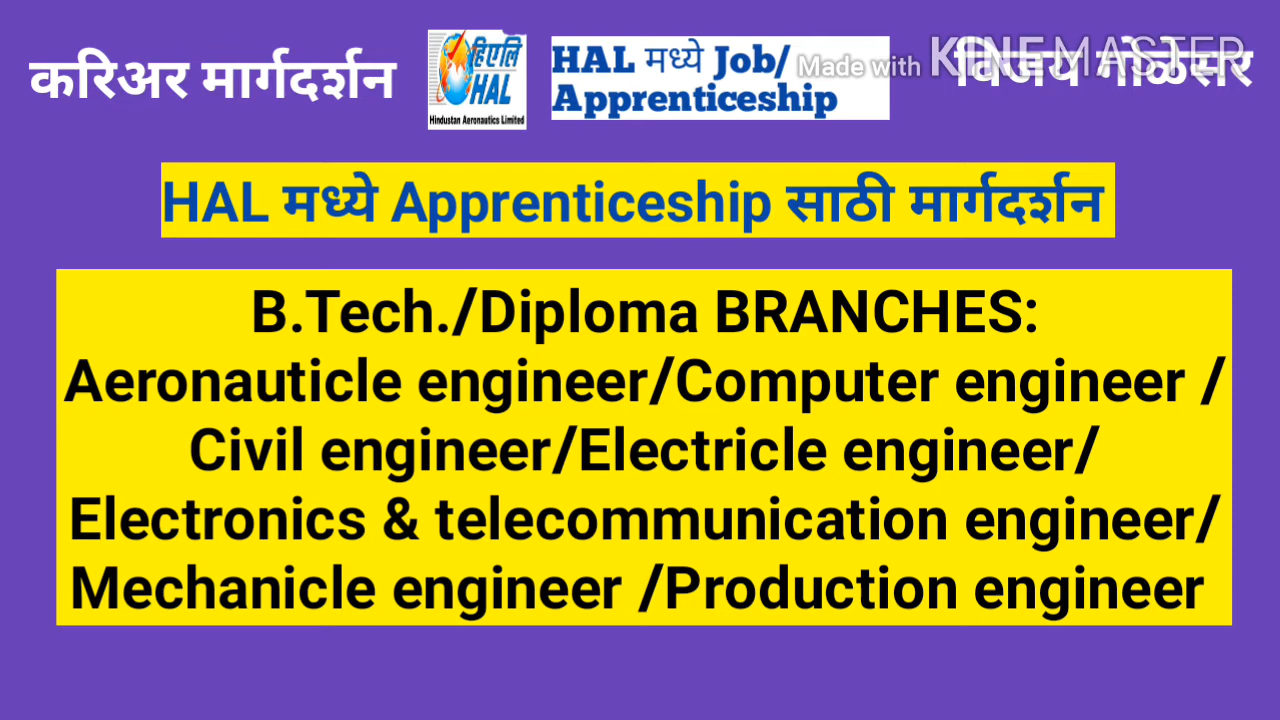 करिअर मार्गदर्शन
हिएलि
HAL
Hindustan Aeronautics Limited
HAL मध्ये Job/
Apprenticeship
Made with KINEMASTER
विजय गोळेसर
HAL मध्ये Apprenticeship साठी मार्गदर्शन
B.Tech./Diploma BRANCHES:
Aeronauticle engineer/Computer engineer /
Civil engineer/Electricle engineer/
Electronics & telecommunication engineer/
Mechanicle engineer /Production engineer